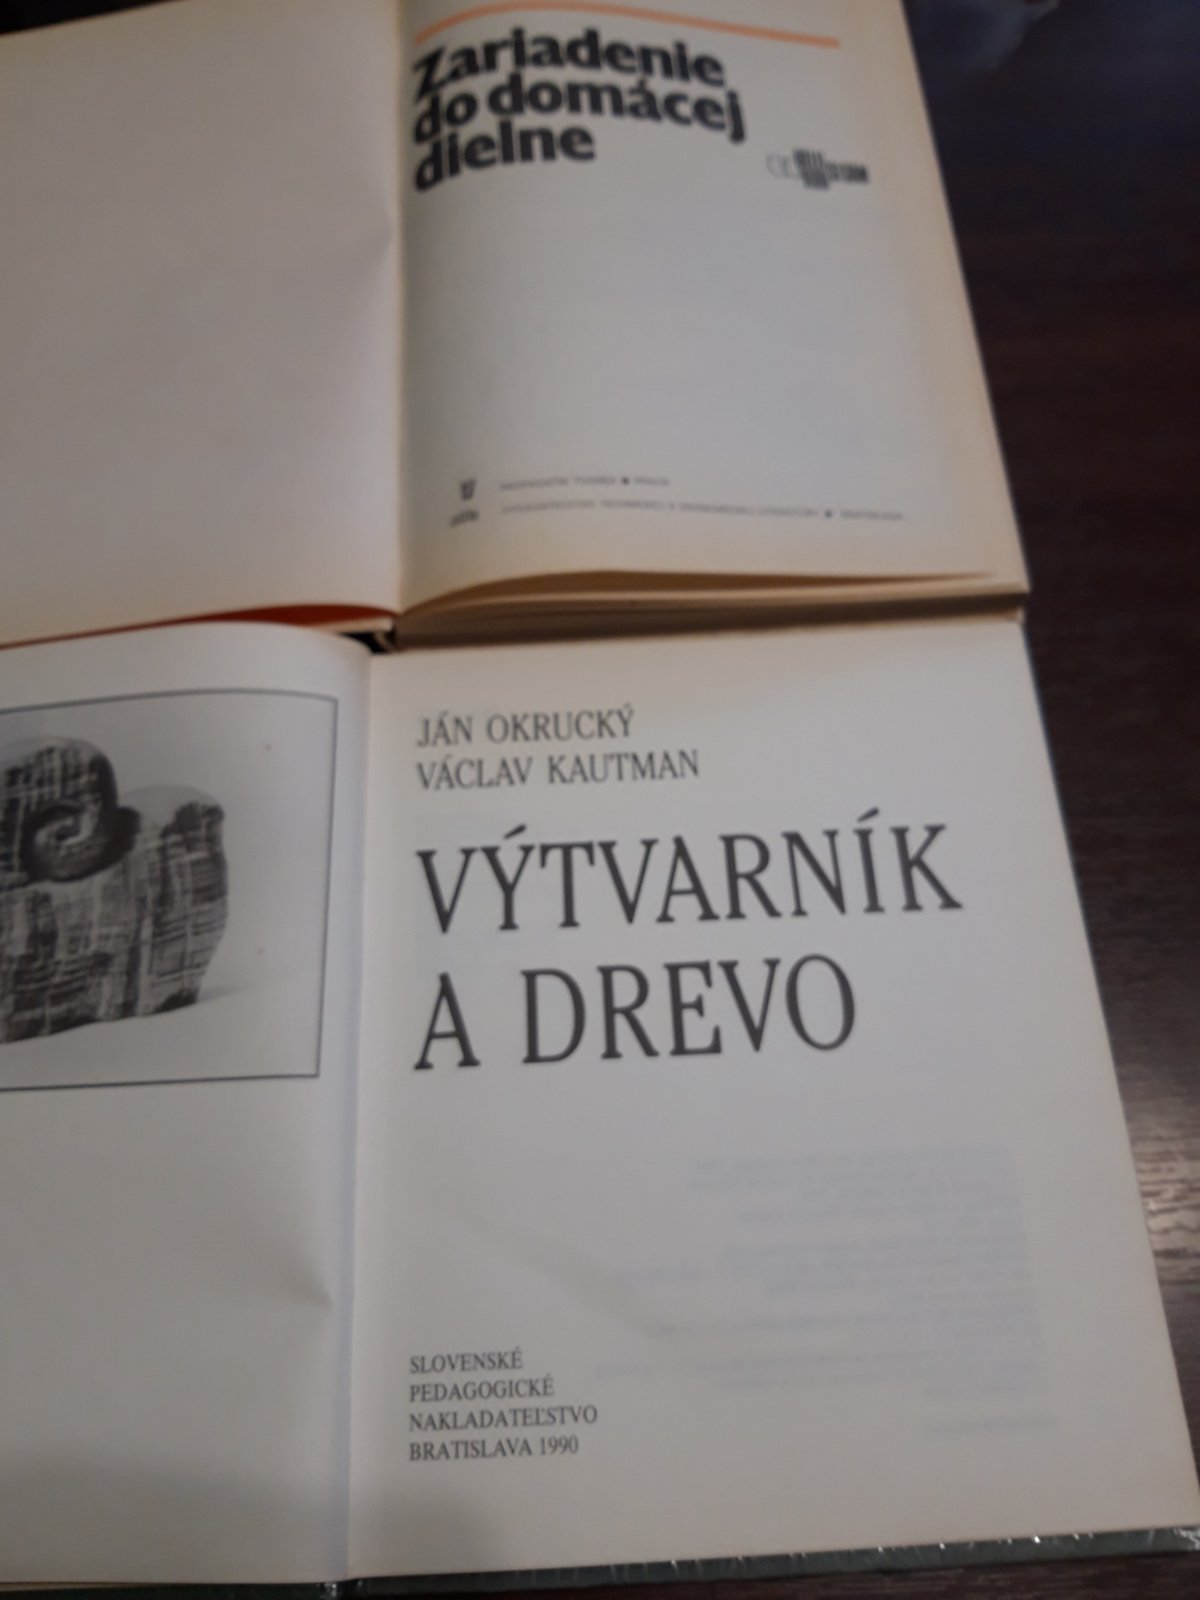 Zariadenie
do domácej
dielne
JÁN OKRUCKÝ
VÁCLAV KAUTMAN
VÝTVARNÍK
A DREVO
SLOVENSKÉ
PEDAGOGICKÉ
NAKLADATEĽSTVO
BRATISLAVA 1990